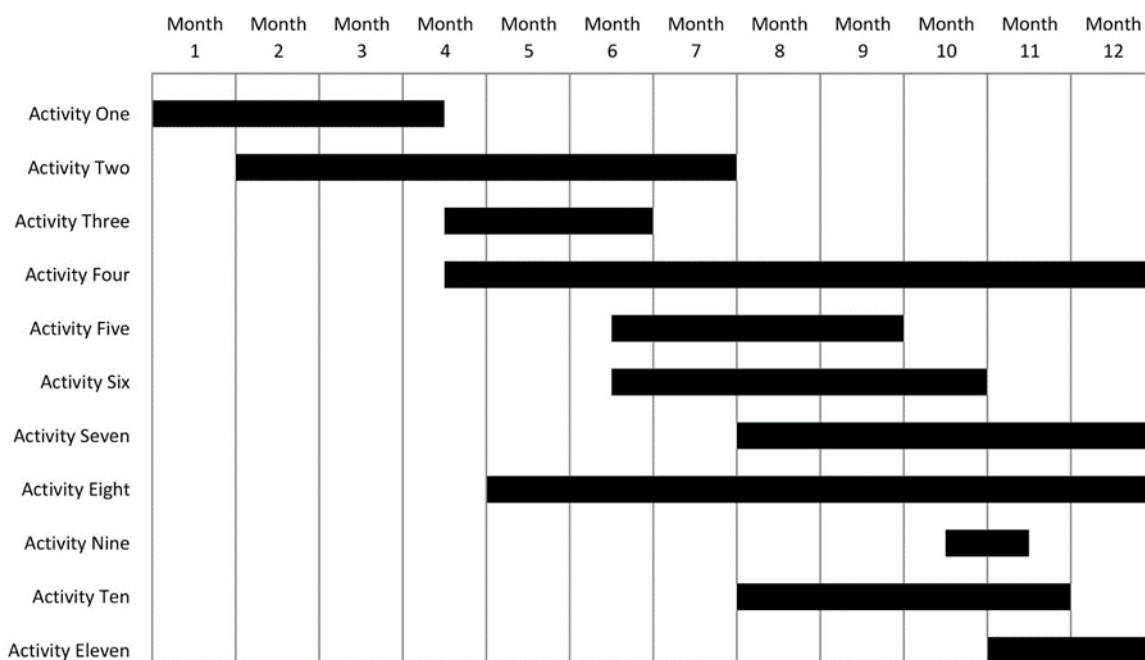 Month Month Month Month Month Month Month Month Month Month Month Month
1 2 3 4 5 6 7 8 9 10 11 12
Activity One
Activity Two
Activity Three
Activity Four
Activity Five
Activity Six
Activity Seven
Activity Eight
Activity Nine
Activity Ten
Activity Eleven